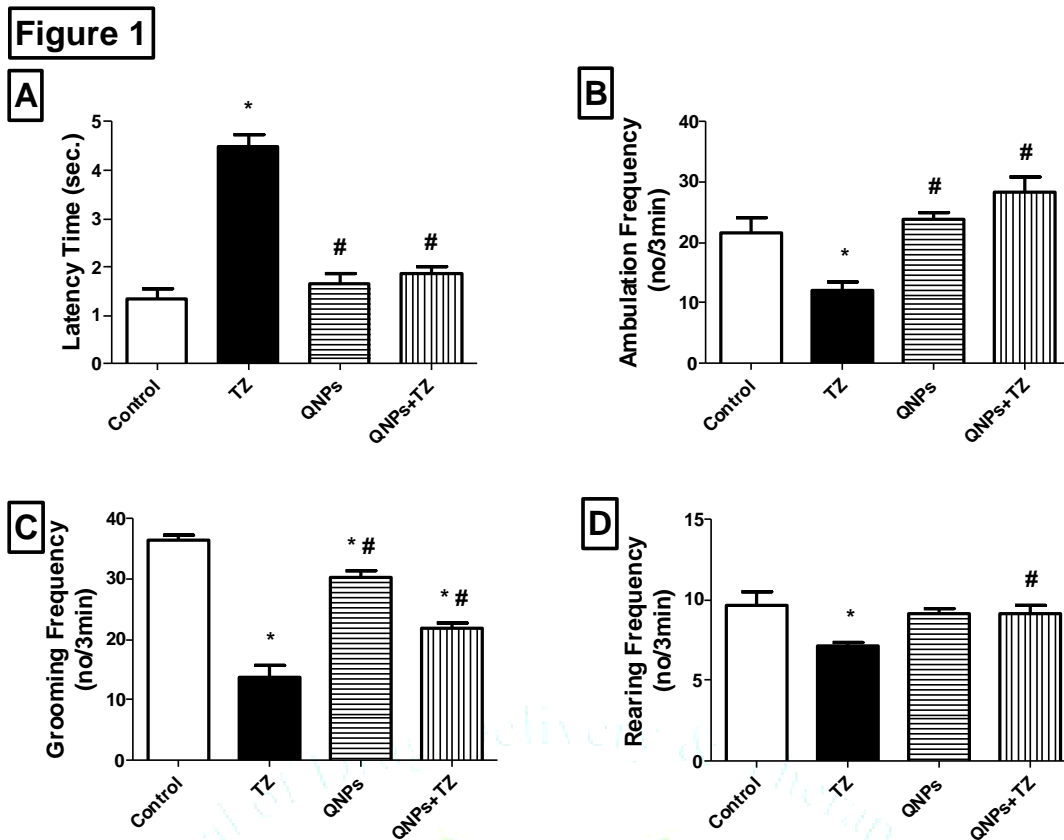 Figure 1
A
Latency Time (sec.)
5
4
3
2
1
0
*
#
#
Control
TZ
QNPs
QNPs+TZ
B
Ambulation Frequency
(no/3min)
40
30
20
10
0
*
#
#
Control
TZ
QNPs
QNPs+TZ
C
Grooming Frequency
(no/3min)
40
30
20
10
0
*
* #
* #
Control
TZ
QNPs
QNPs+TZ
D
Rearing Frequency
(no/3min)
15
10
5
0
*
#
Control
TZ
QNPs
QNPs+TZ